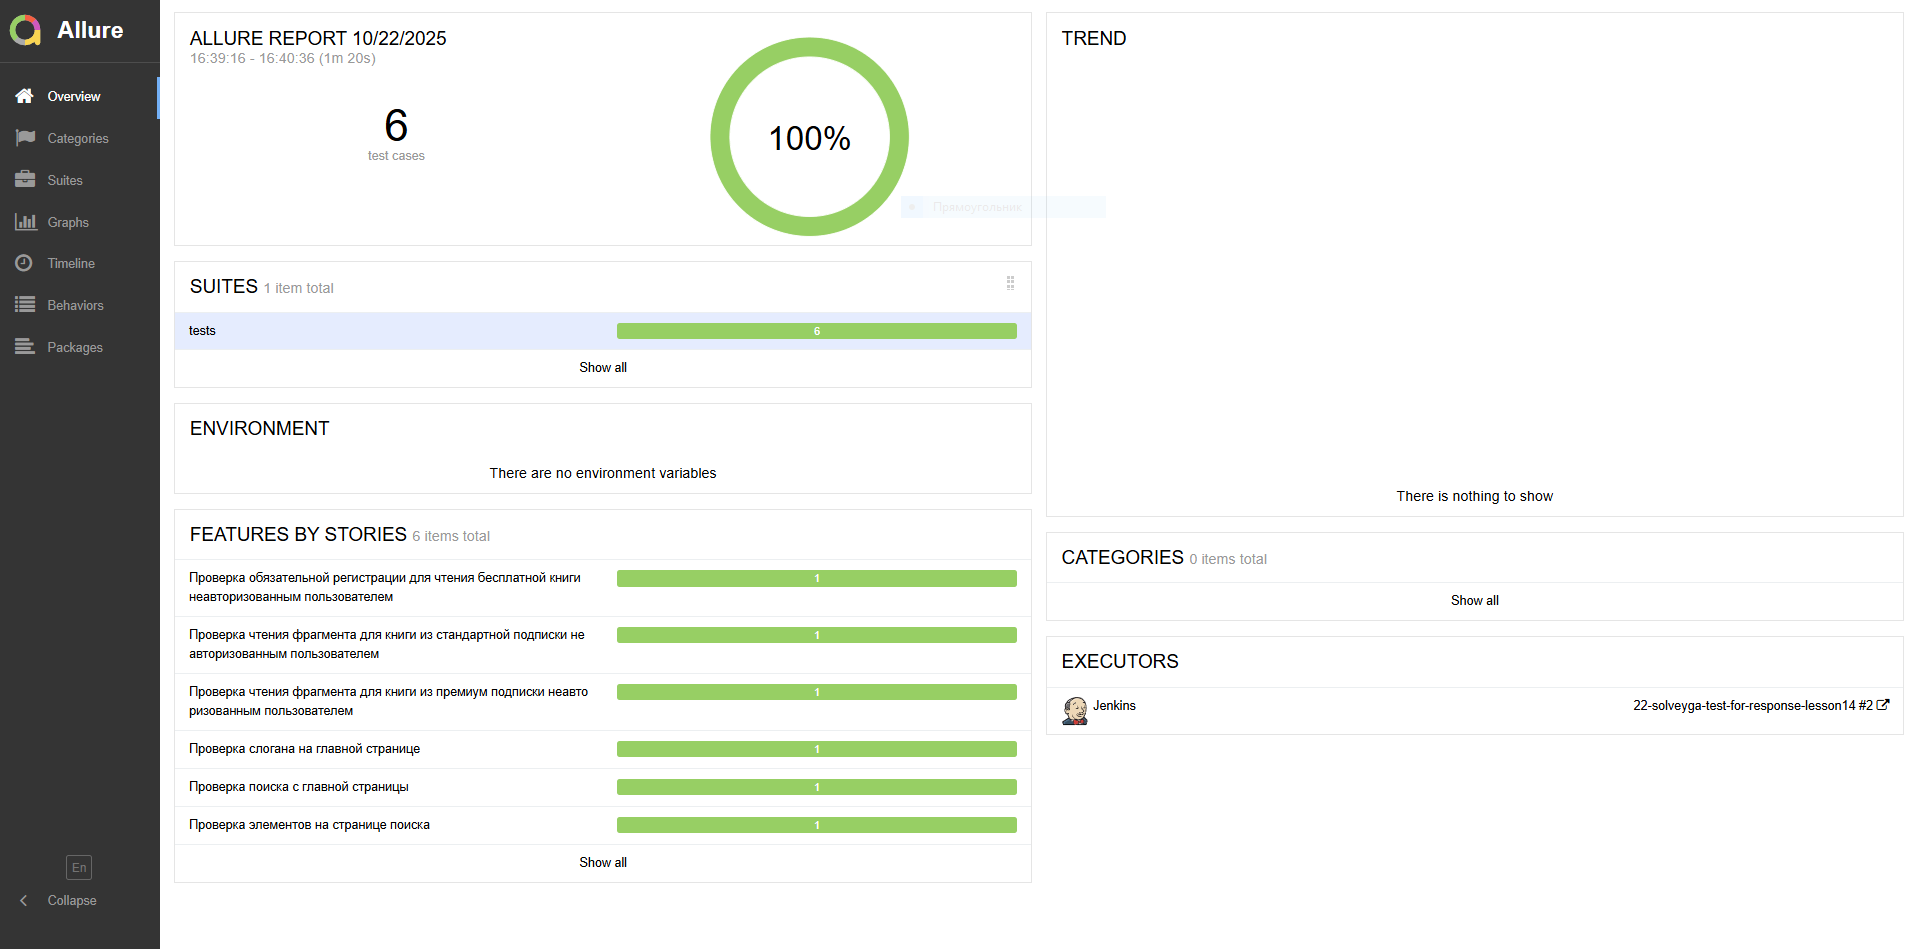 Allure
Overview
Categories
Suites
Graphs
Timeline
Behaviors
Packages
En
Collapse
ALLURE REPORT 10/22/2025
16:39:16 - 16:40:36 (1m 20s)
6
test cases
100%
Прямоугольник
SUITES 1 item total
tests 6
Show all
ENVIRONMENT
There are no environment variables
FEATURES BY STORIES 6 items total
Проверка обязательной регистрации для чтения бесплатной книги 1
неавторизованным пользователем
Проверка чтения фрагмента для книги из стандартной подписки не 1
авторизованным пользователем
Проверка чтения фрагмента для книги из премиум подписки неавто 1
ризованным пользователем
Проверка слогана на главной странице 1
Проверка поиска с главной страницы 1
Проверка элементов на странице поиска 1
Show all
TREND
There is nothing to show
CATEGORIES 0 items total
Show all
EXECUTORS
Jenkins 22-solveyga-test-for-response-lesson14 #2